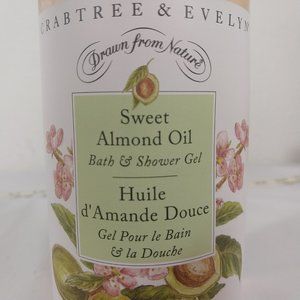 CRABTREE & EVELYN
Drawn from Nature
Sweet
Almond Oil
Bath & Shower Gel
Huile
d'Amande Douce
Gel Pour le Bain
& la Douche